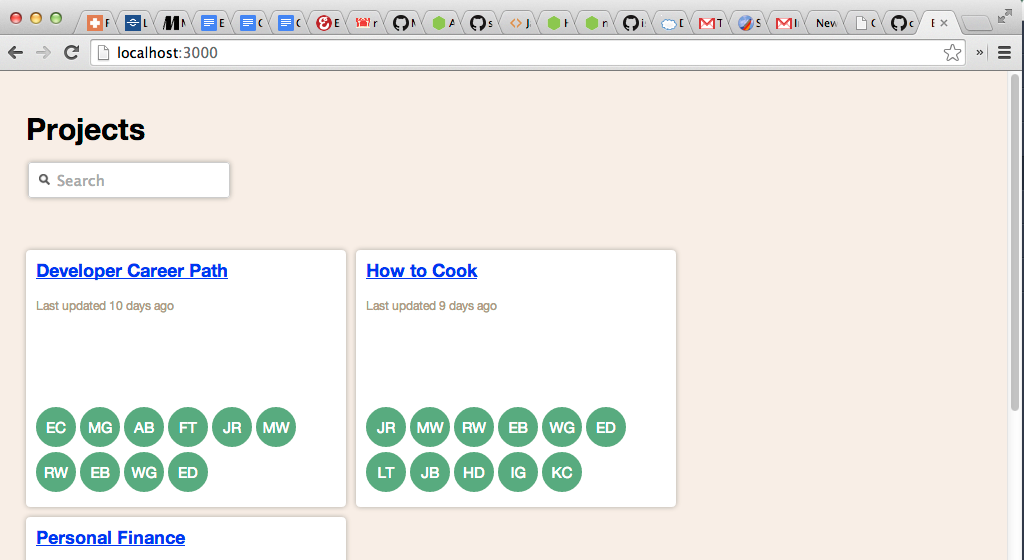 localhost:3000
Projects
Search
Developer Career Path
Last updated 10 days ago
EC MG AB FT JR MW
RW EB WG ED
How to Cook
Last updated 9 days ago
JR MW RW EB WG ED
LT JB HD IG KC
Personal Finance